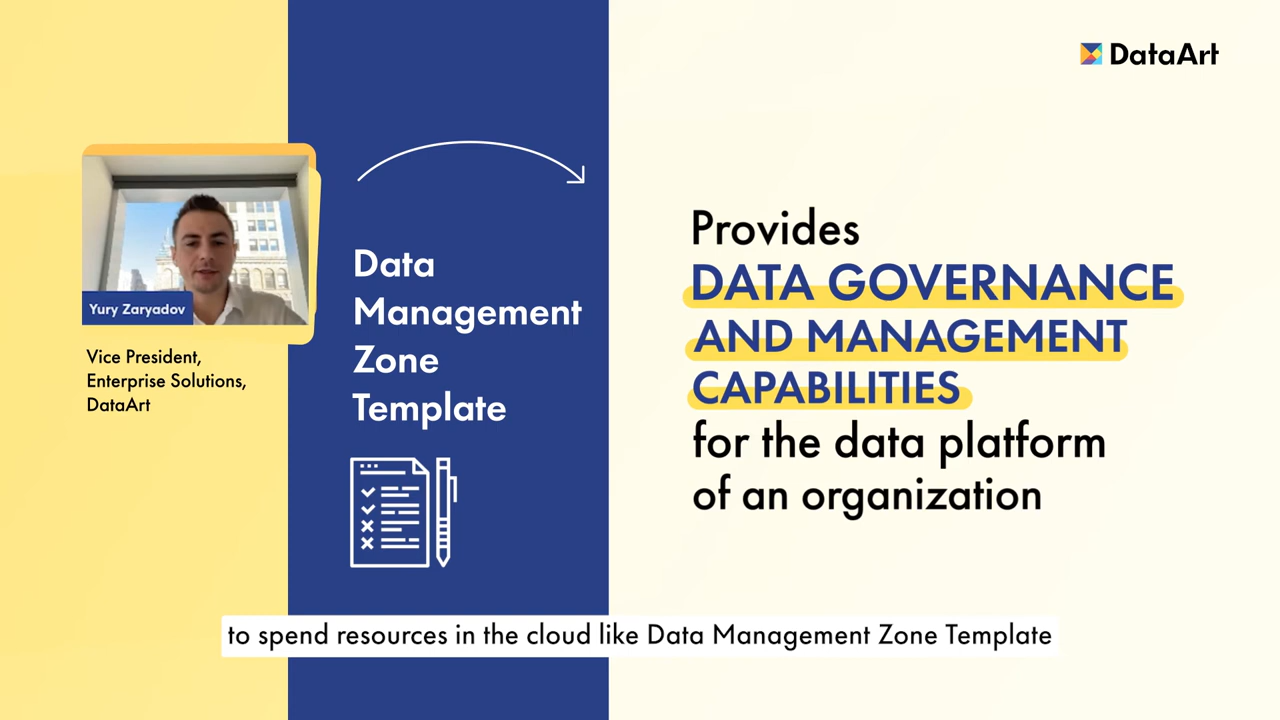 DataArt
Yury Zaryadov
Vice President,
Enterprise Solutions,
DataArt
Data
Management
Zone
Template
Provides
DATA GOVERNANCE
AND MANAGEMENT
CAPABILITIES
for the data platform
of an organization
to spend resources in the cloud like Data Management Zone Template